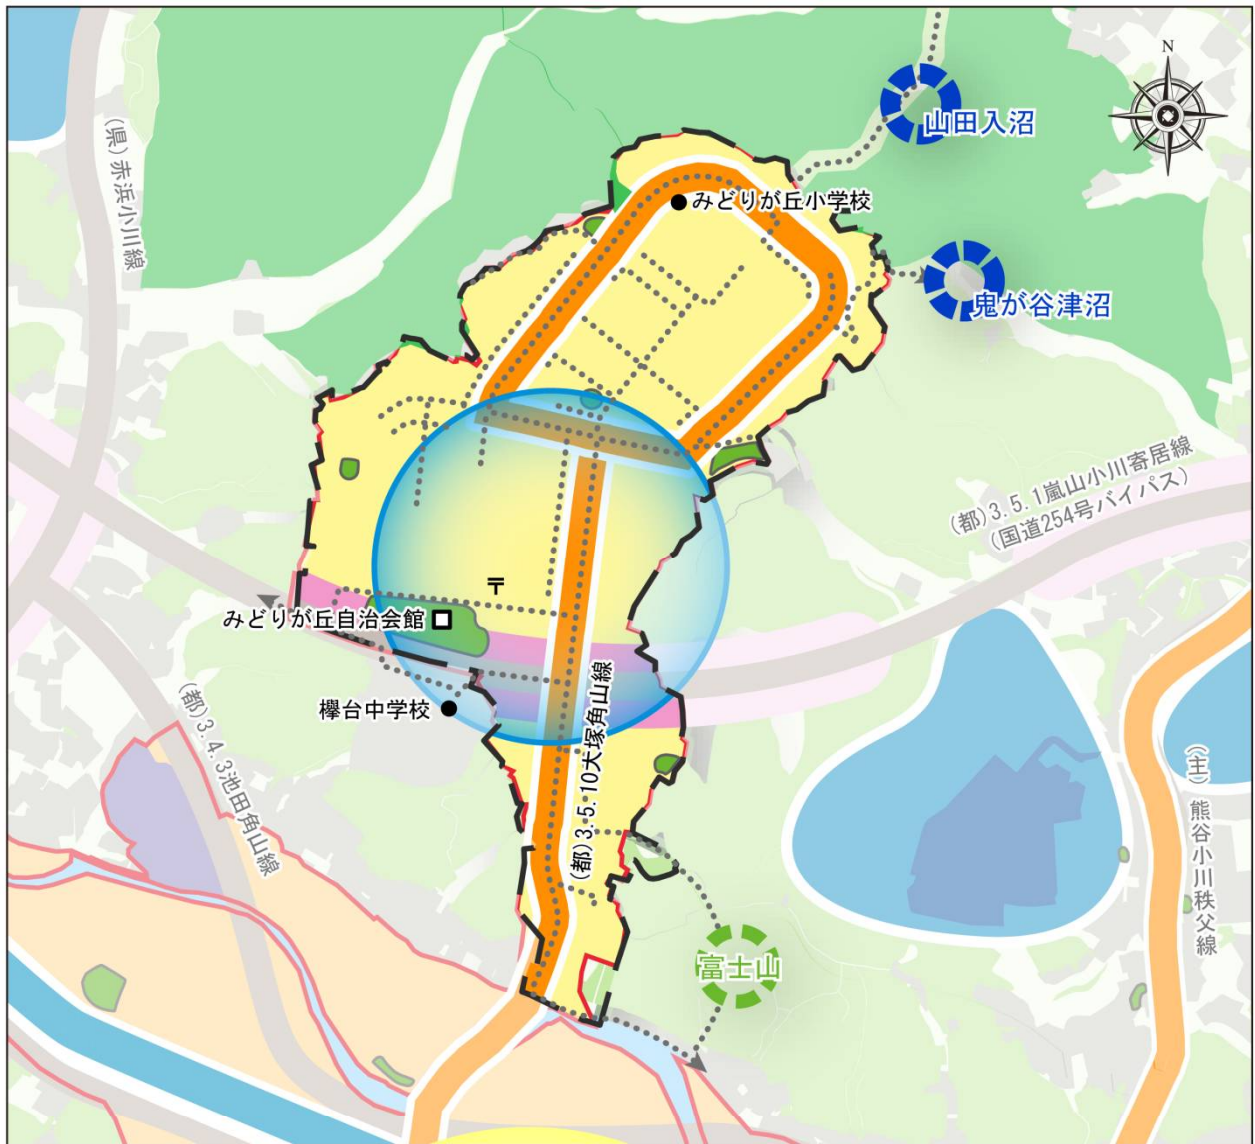 N
山田入沼
(県)赤浜小川線
みどりが丘小学校
鬼が谷津沼
(都)3.5.1嵐山小川寄居線
(国道254号バイパス)
〒
みどりが丘自治会館
欅台中学校
(都)3.5.10大塚角山線
(都)3.4.3池田角山線
(主)熊谷小川秩父線
富士山